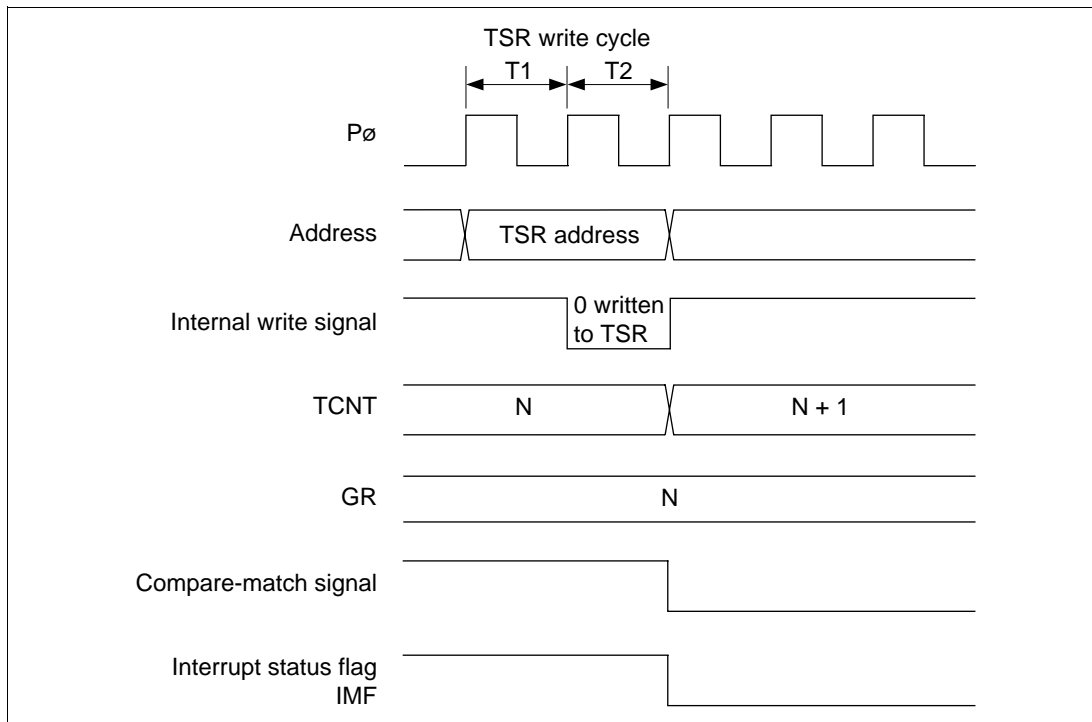 TSR write cycle
T1 T2
Pø
Address TSR address
Internal write signal 0 written
to TSR
TCNT N N + 1
GR N
Compare-match signal
Interrupt status flag
IMF